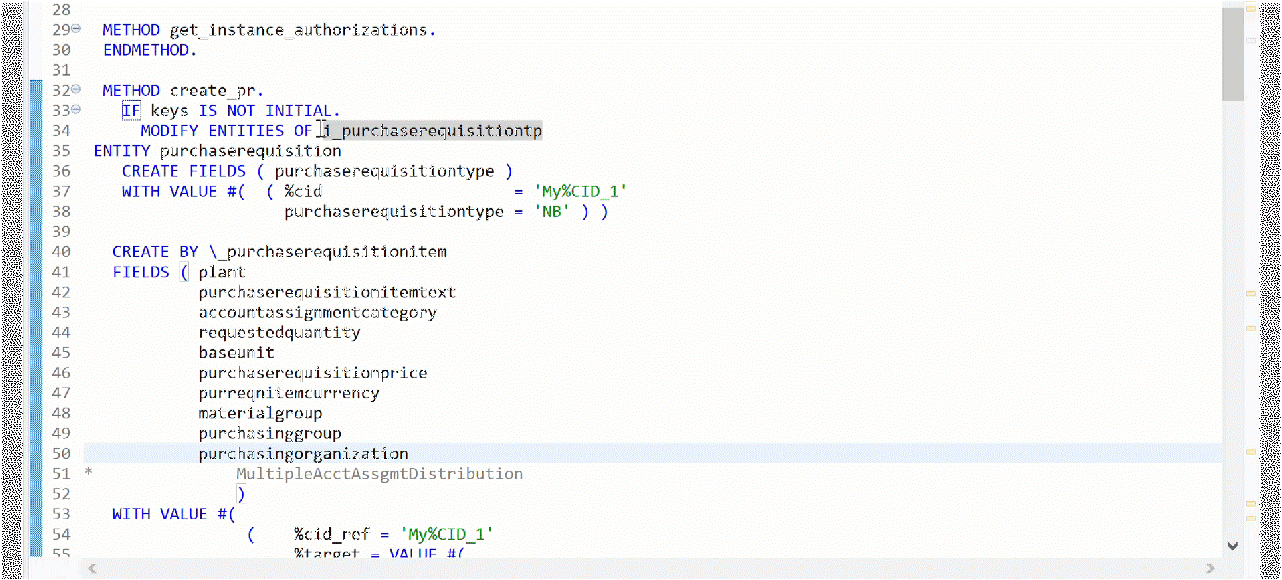 28
29 METHOD get_instance_authorizations.
30 ENDMETHOD.
31
32 METHOD create_pr.
33 IF keys IS NOT INITIAL.
34 MODIFY ENTITIES OF i_purchaserequisitiontp
35 ENTITY purchaserequisition
36 CREATE FIELDS ( purchaserequisitiontype )
37 WITH VALUE #( ( %cid = 'My%CID_1'
38 purchaserequisitiontype = 'NB' ) )
39
40 CREATE BY \_purchaserequisitionitem
41 FIELDS ( plant
42 purchaserequisitionitemtext
43 accountassignmentcategory
44 requestedquantity
45 baseunit
46 purchaserequisitionprice
47 purreqnitemcurrency
48 materialgroup
49 purchasinggroup
50 purchasingorganization
51 * MultipleAcctAssgmtDistribution
52 )
53 WITH VALUE #(
54 ( %cid_ref = 'My%CID_1'
55 %target = VALUE #(